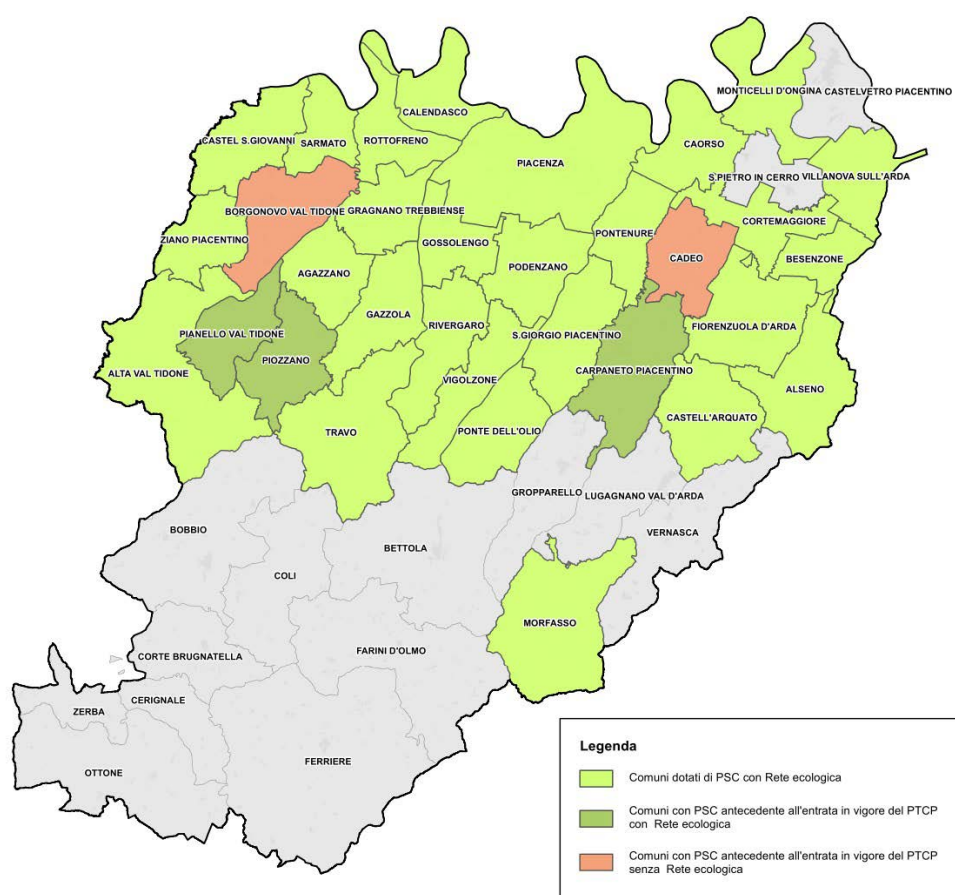 MONTICELLI D'ONGINA
CASTELVETRO PIACENTINO
CALENDASCO
CASTEL S.GIOVANNI
SARMATO
ROTTOFRENO
CAORSO
PIACENZA
S.PIETRO IN CERRO
VILLANOVA SULL'ARDA
BORGONOVO VAL TIDONE
GRAGNANO TREBBIENSE
CORTEMAGGIORE
ZIANO PIACENTINO
GOSSOLENGO
PONTENURE
CADEO
BESENZONE
AGAZZANO
PODENZANO
GAZZOLA
RIVERGARO
FIORENZUOLA D'ARDA
PIANELLO VAL TIDONE
S.GIORGIO PIACENTINO
PIOZZANO
CARPANETO PIACENTINO
ALTA VAL TIDONE
VIGOLZONE
ALSENO
CASTELL'ARQUATO
TRAVO
PONTE DELL'OLIO
GROPPARELLO
LUGAGNANO VAL D'ARDA
BOBBIO
VERNASCA
BETTOLA
COLI
MORFASSO
CORTE BRUGNATELLA
FARINI D'OLMO
CERIGNALE
ZERBA
FERRIERE
OTTONE
Legenda
Comuni dotati di PSC con Rete ecologica
Comuni con PSC antecedente all'entrata in vigore del PTCP
con Rete ecologica
Comuni con PSC antecedente all'entrata in vigore del PTCP
senza Rete ecologica